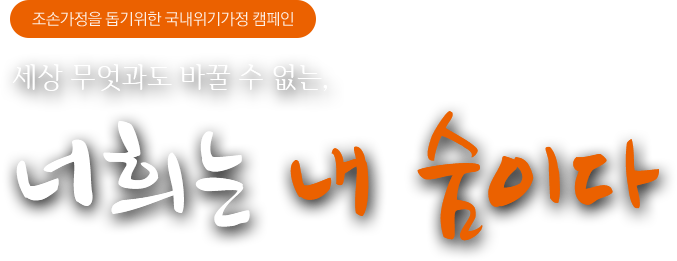 조손가정을 돕기위한 국내위기가정 캠페인
세상 무엇과도 바꿀 수 없는,
너희는 내 숨이다